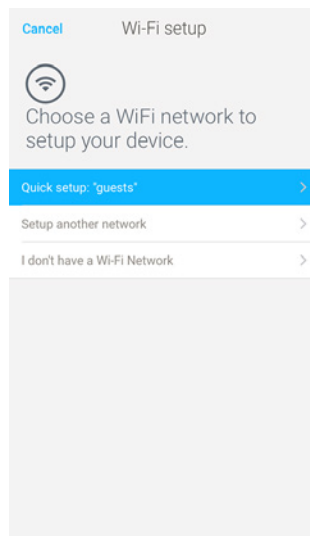 Cancel Wi-Fi setup
Choose a WiFi network to
setup your device.
Quick setup: "guests"
Setup another network
I don't have a Wi-Fi Network